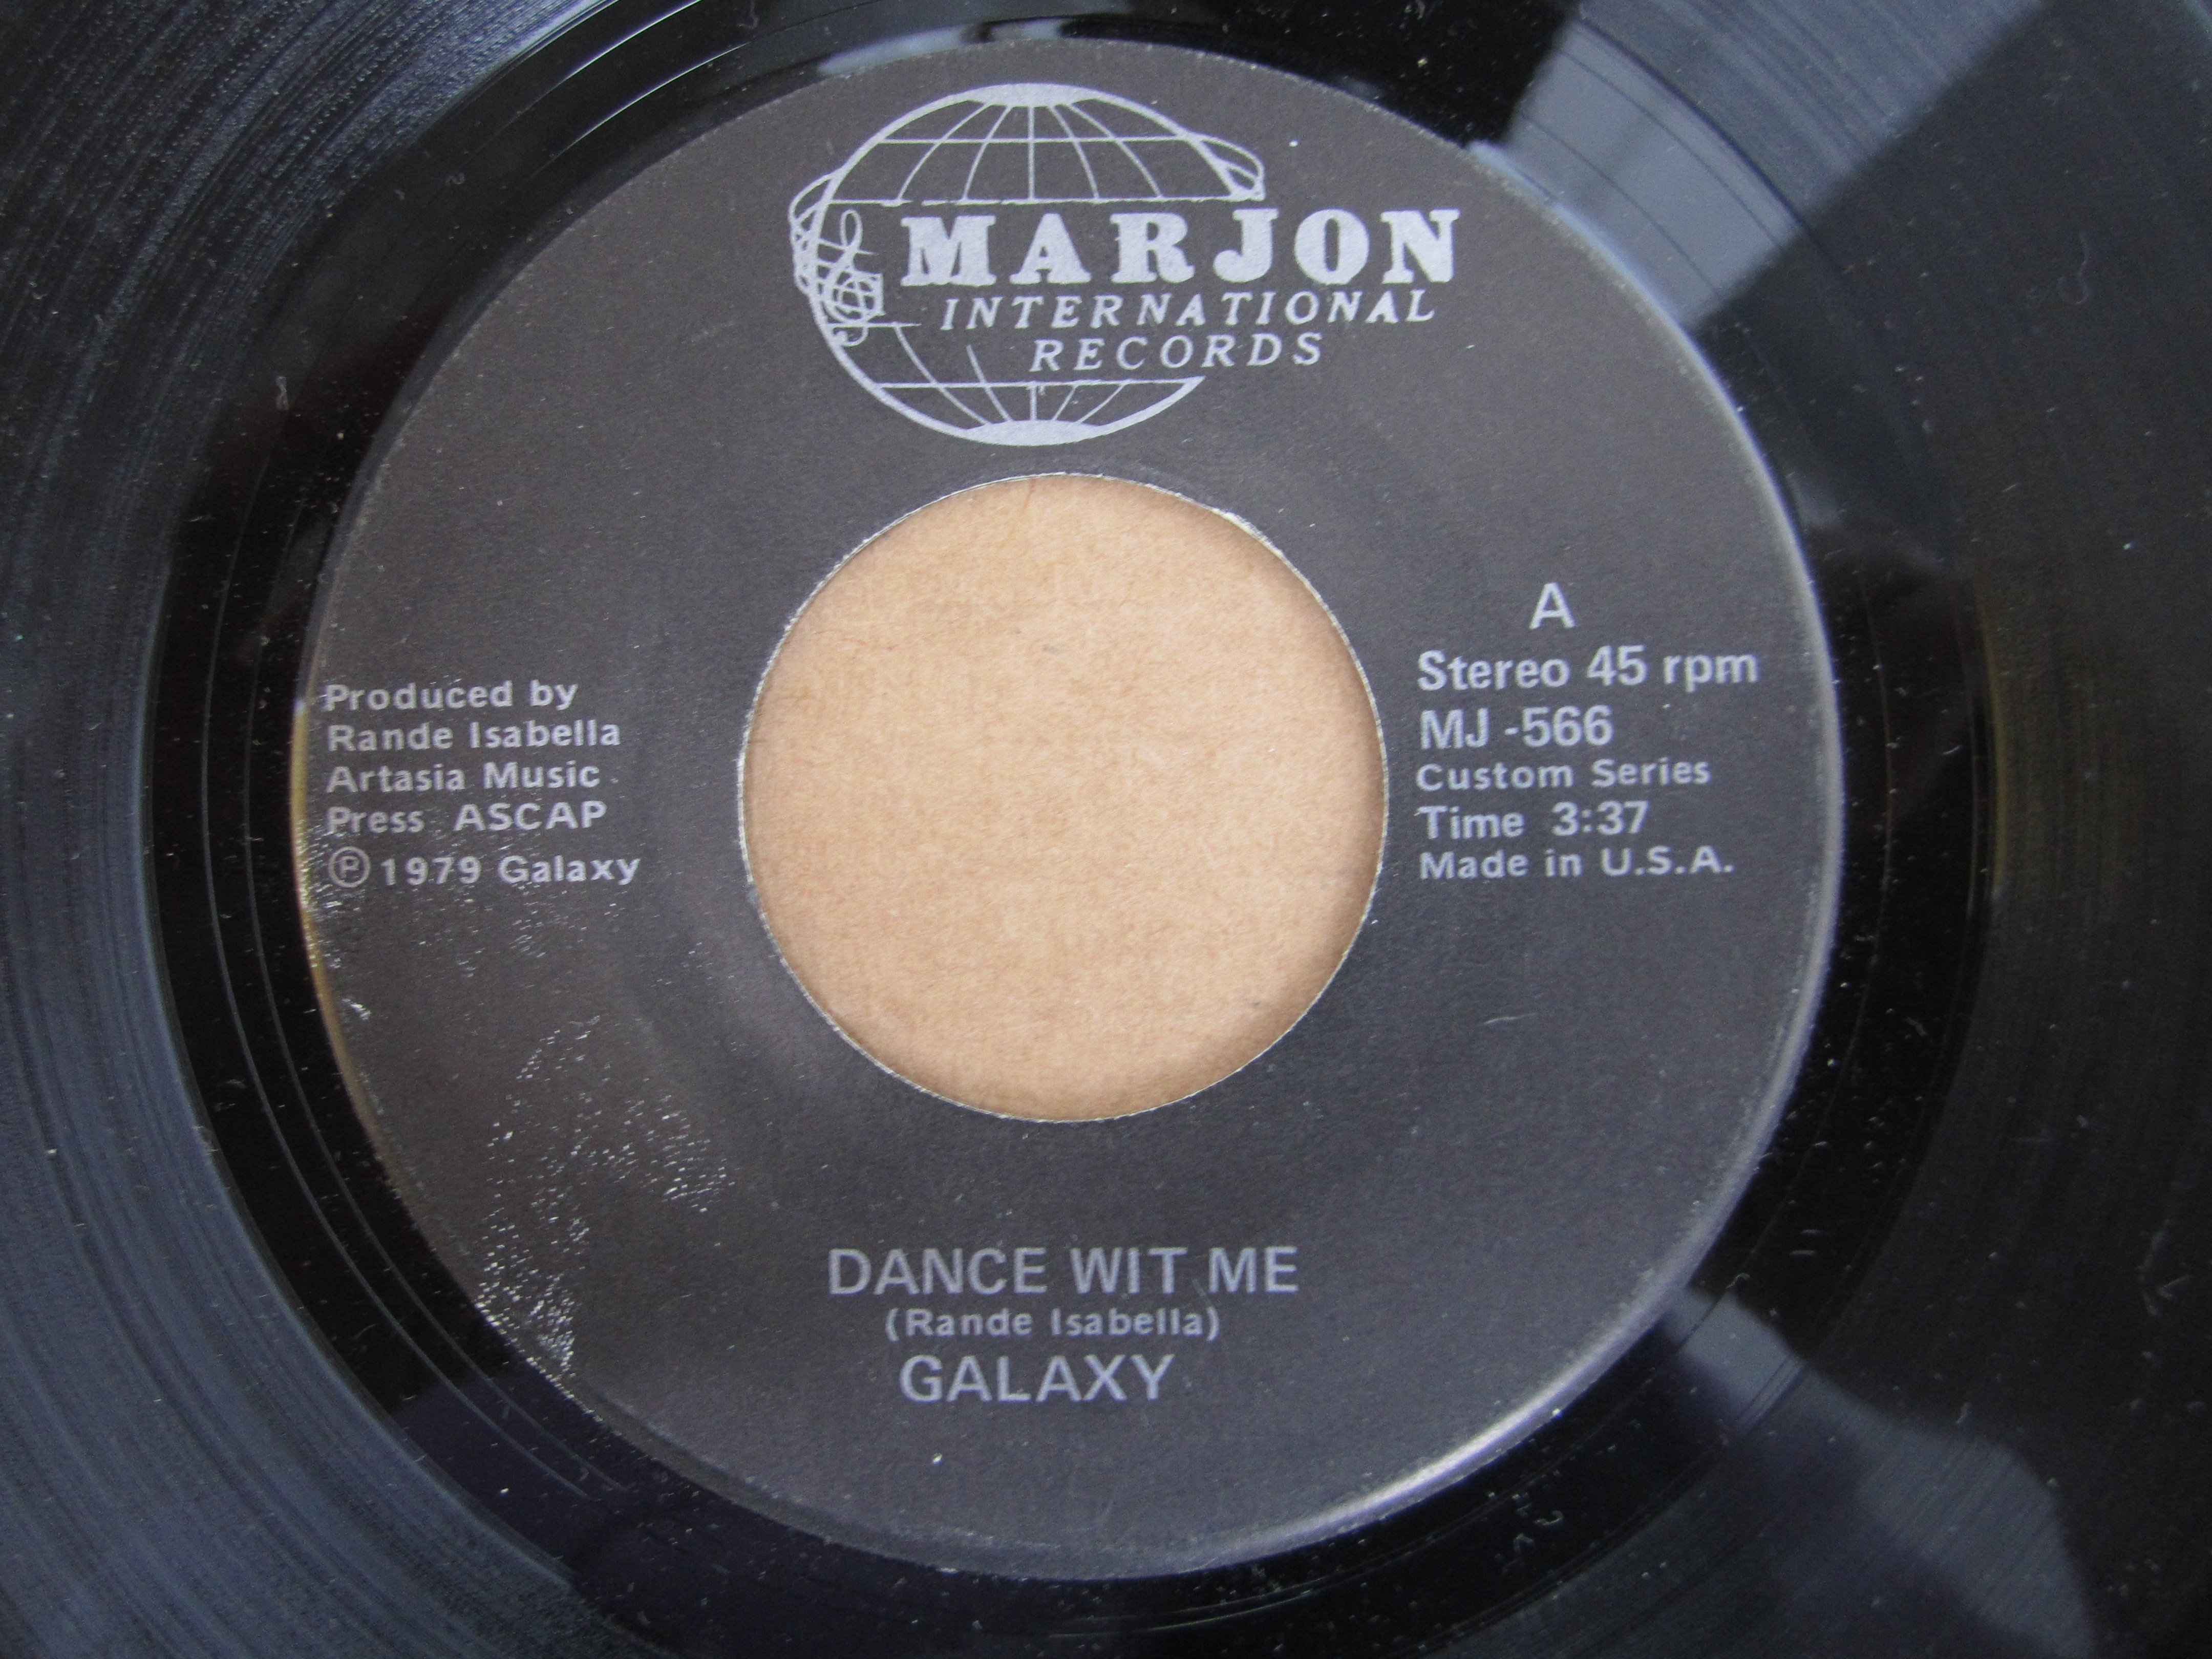 MARJON
INTERNATIONAL
RECORDS
Produced by
Rande Isabella
Artasia Music
Press ASCAP
Ⓟ 1979 Galaxy
A
Stereo 45 rpm
MJ -566
Custom Series
Time 3:37
Made in U.S.A.
DANCE WIT ME
(Rande Isabella)
GALAXY